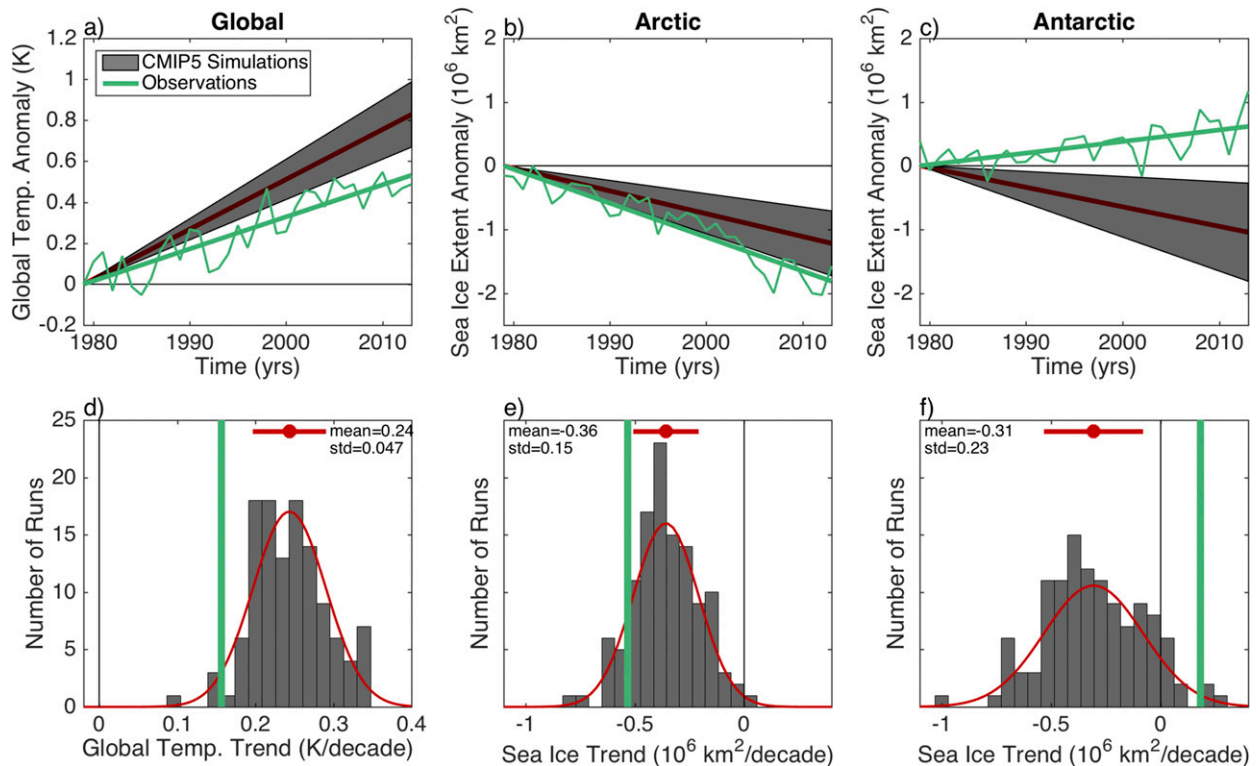 Global
Arctic
Antarctic
a)
b)
c)
Global Temp. Anomaly (K)
1.2
1
0.8
0.6
0.4
0.2
0
-0.2
CMIP5 Simulations
Observations
1980
1990
2000
2010
Time (yrs)
Sea Ice Extent Anomaly (10⁶ km²)
2
1
0
-1
-2
1980
1990
2000
2010
Time (yrs)
Sea Ice Extent Anomaly (10⁶ km²)
2
1
0
-1
-2
1980
1990
2000
2010
Time (yrs)
d)
Number of Runs
25
20
15
10
5
0
mean=0.24
std=0.047
0
0.1
0.2
0.3
0.4
Global Temp. Trend (K/decade)
e)
Number of Runs
mean=-0.36
std=0.15
-1
-0.5
0
Sea Ice Trend (10⁶ km²/decade)
f)
Number of Runs
mean=-0.31
std=0.23
-1
-0.5
0
Sea Ice Trend (10⁶ km²/decade)